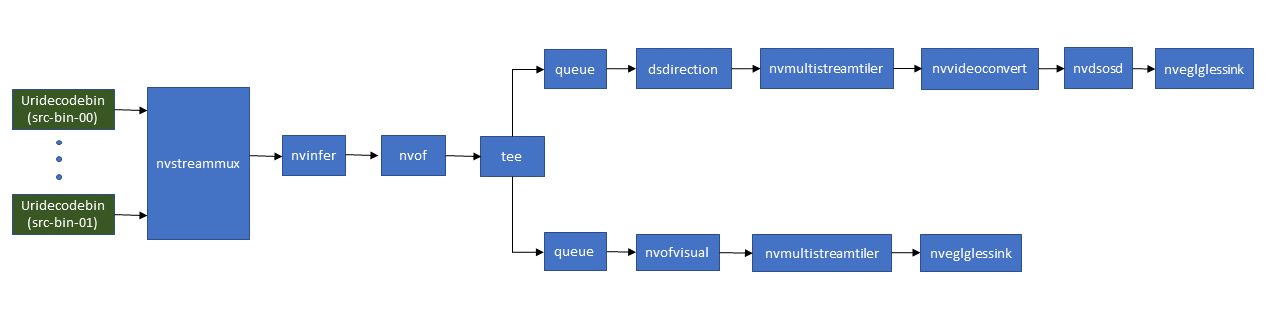 queue
dsdirection
nvmultistreamtiler
nvvideoconvert
nvdsosd
nveglglessink
Uridecodebin
(src-bin-00)
nvstreammux
nvinfer
nvof
tee
Uridecodebin
(src-bin-01)
queue
nvofvisual
nvmultistreamtiler
nveglglessink